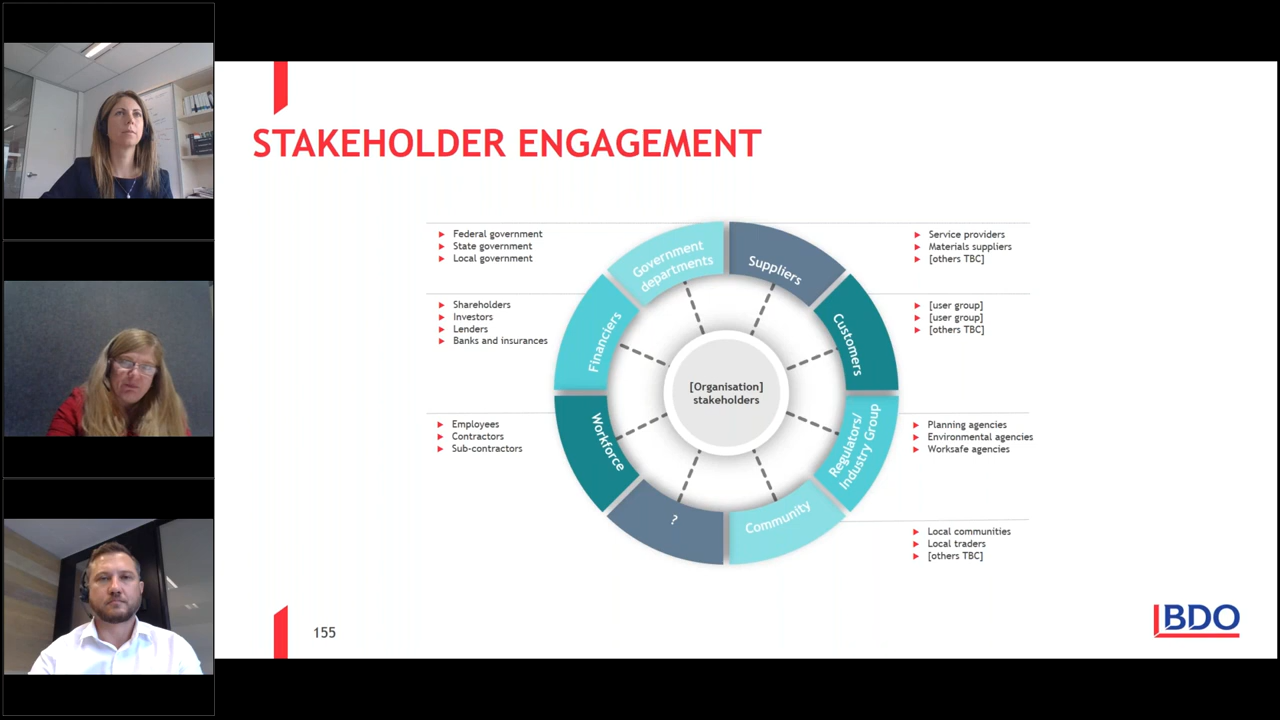 STAKEHOLDER ENGAGEMENT
Federal government
State government
Local government
Shareholders
Investors
Lenders
Banks and insurances
Employees
Contractors
Sub-contractors
Government
departments
Suppliers
Financiers
Customers
[Organisation]
stakeholders
Workforce
Regulators/
Industry Group
?
Community
Service providers
Materials suppliers
[others TBC]
[user group]
[user group]
[others TBC]
Planning agencies
Environmental agencies
Worksafe agencies
Local communities
Local traders
[others TBC]
155
BDO